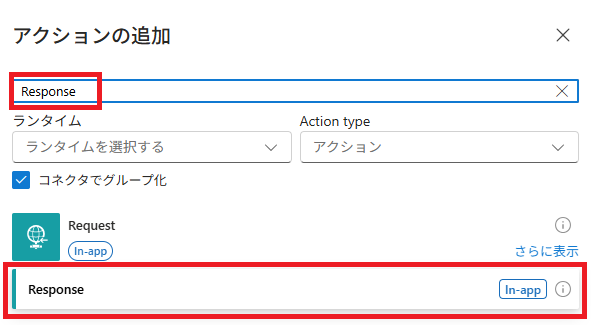 アクションの追加
Response
ランタイム
Action type
ランタイムを選択する
アクション
コネクタでグループ化
Request
In-app
さらに表示
Response
In-app